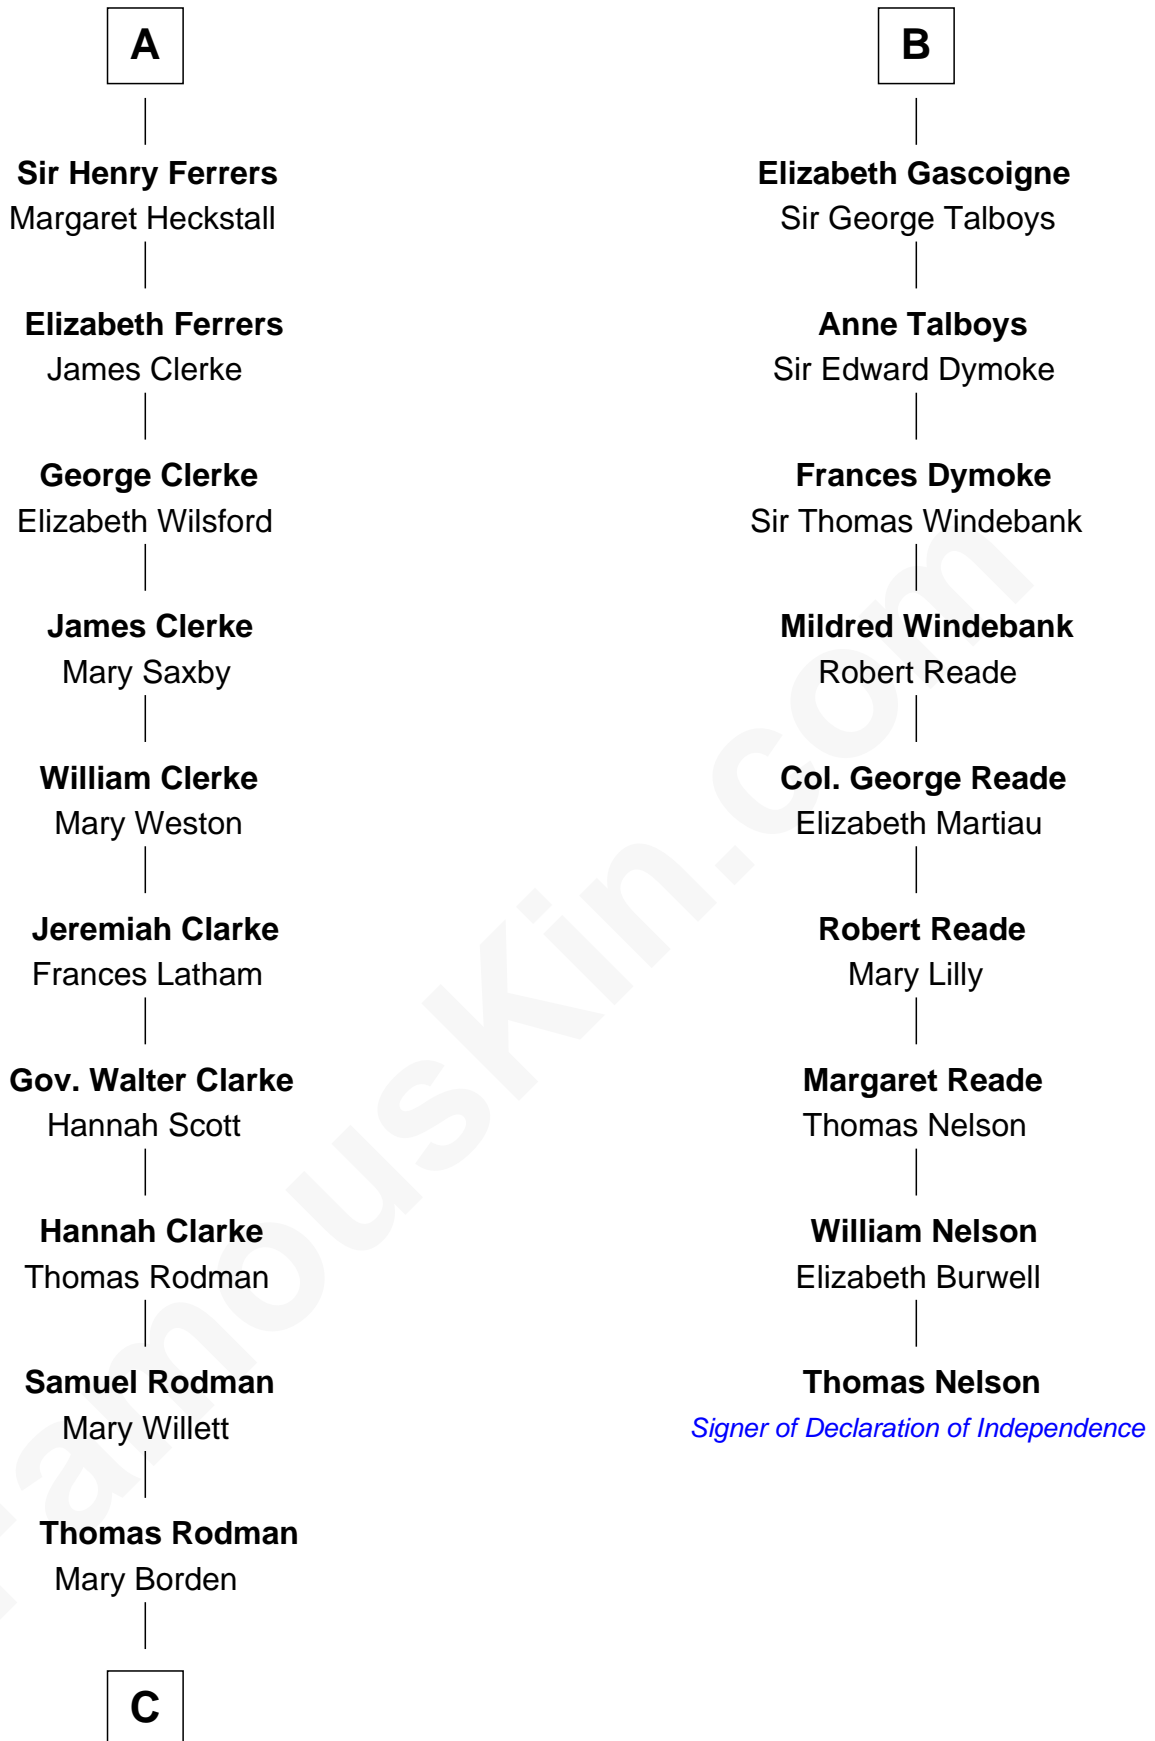 A
Sir Henry Ferrers
Margaret Heckstall
Elizabeth Ferrers
James Clerke
George Clerke
Elizabeth Wilsford
James Clerke
Mary Saxby
William Clerke
Mary Weston
Jeremiah Clarke
Frances Latham
Gov. Walter Clarke
Hannah Scott
Hannah Clarke
Thomas Rodman
Samuel Rodman
Mary Willett
Thomas Rodman
Mary Borden
C
B
Elizabeth Gascoigne
Sir George Talboys
Anne Talboys
Sir Edward Dymoke
Frances Dymoke
Sir Thomas Windebank
Mildred Windebank
Robert Reade
Col. George Reade
Elizabeth Martiau
Robert Reade
Mary Lilly
Margaret Reade
Thomas Nelson
William Nelson
Elizabeth Burwell
Thomas Nelson
Signer of Declaration of Independence
FamousKin.com